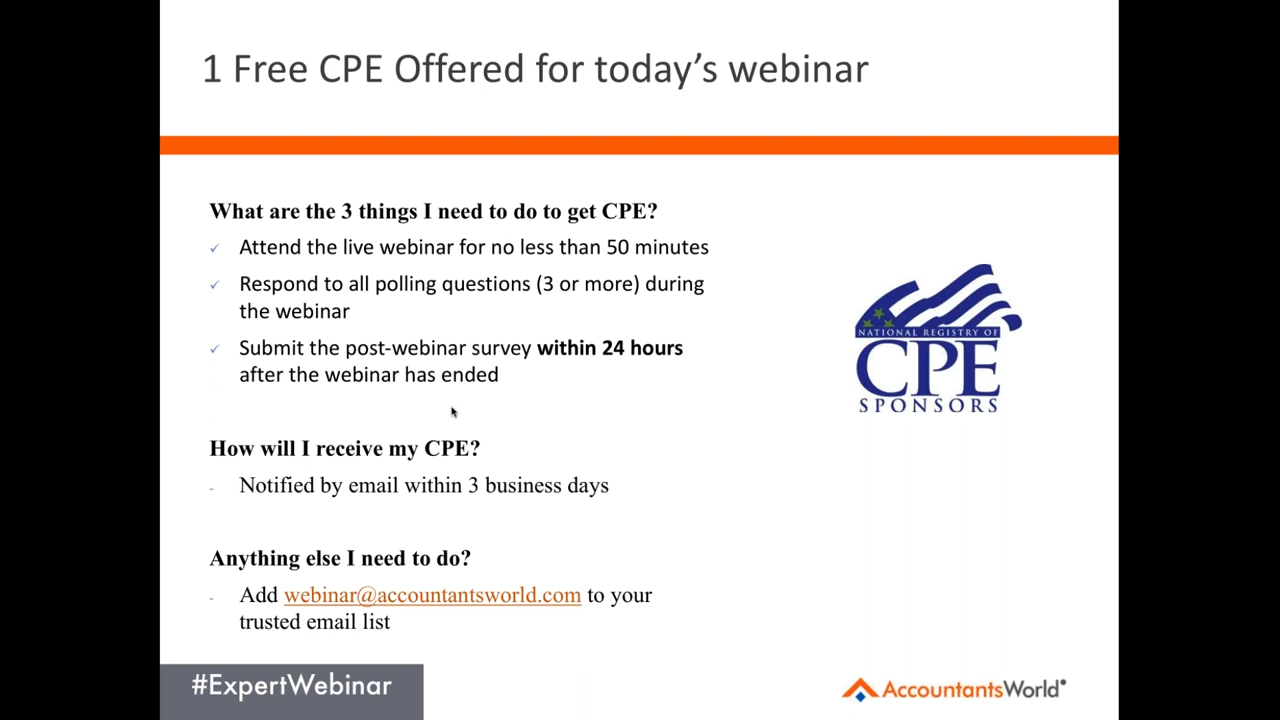 1 Free CPE Offered for today’s webinar
What are the 3 things I need to do to get CPE?
✓ Attend the live webinar for no less than 50 minutes
✓ Respond to all polling questions (3 or more) during
the webinar
✓ Submit the post-webinar survey within 24 hours
after the webinar has ended
NATIONAL REGISTRY OF
CPE
SPONSORS
How will I receive my CPE?
- Notified by email within 3 business days
Anything else I need to do?
- Add webinar@accountantsworld.com to your
trusted email list
#ExpertWebinar
AccountantsWorld®